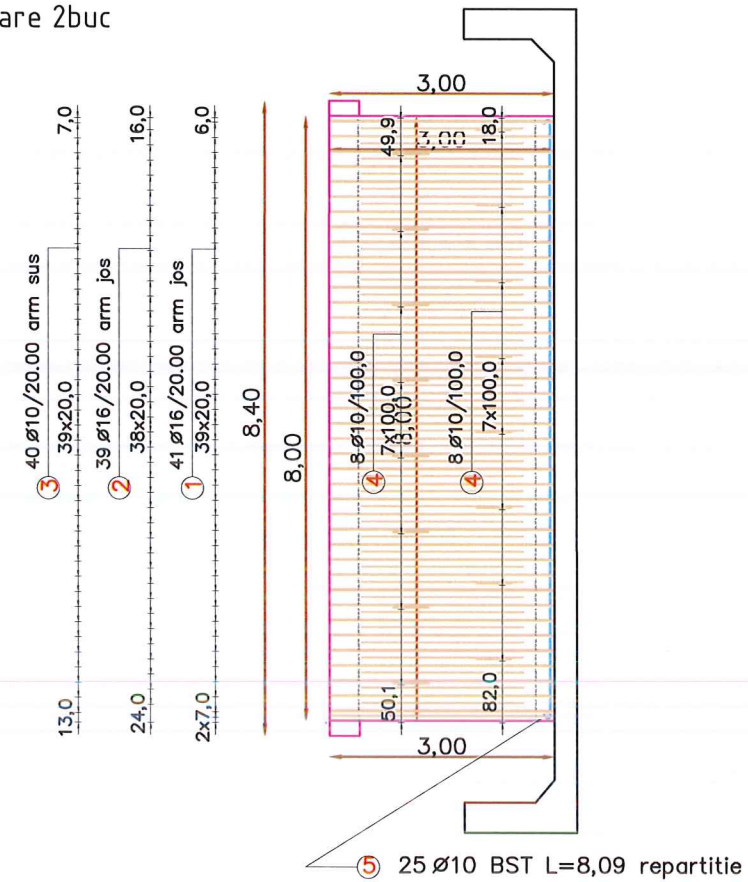 are 2buc
3,00
7,0
16,0
6,0
49,9
18,0
3,00
40 Ø10/20.00 arm sus
39x20,0
3
39 Ø16/20.00 arm jos
38x20,0
2
41 Ø16/20.00 arm jos
39x20,0
1
8,40
8,00
8 Ø10/100,0
7x100,0
8,00
4
8 Ø10/100,0
7x100,0
4
13,0
24,0
2x7,0
50,1
82,0
3,00
5 25 Ø10 BST L=8,09 repartitie